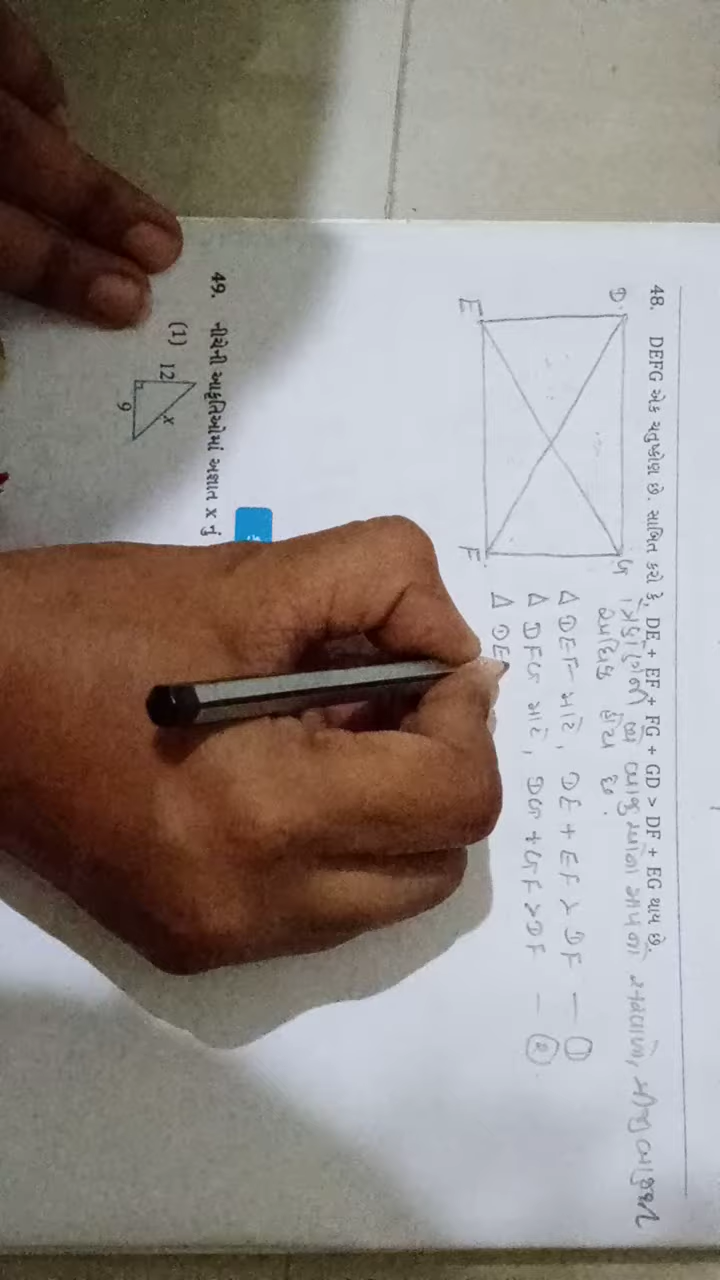 48. DEFG એક ચતુષ્કોણ છે. સાબિત કરો કે, DE + EF + FG + GD > DF + EG થાય છે.
ત્રિકોણની બે બાજુઓના માપનો સરવાળો, ત્રીજી બાજુથી
અધિક હોય છે.
D G
E F
Δ DEF માટે, DE + EF > DF — ①
Δ DFG માટે, DG + GF > DF — ②
Δ DE
49. નીચેની આકૃતિઓમાં અજ્ઞાત x નું
(1) 12 x 9